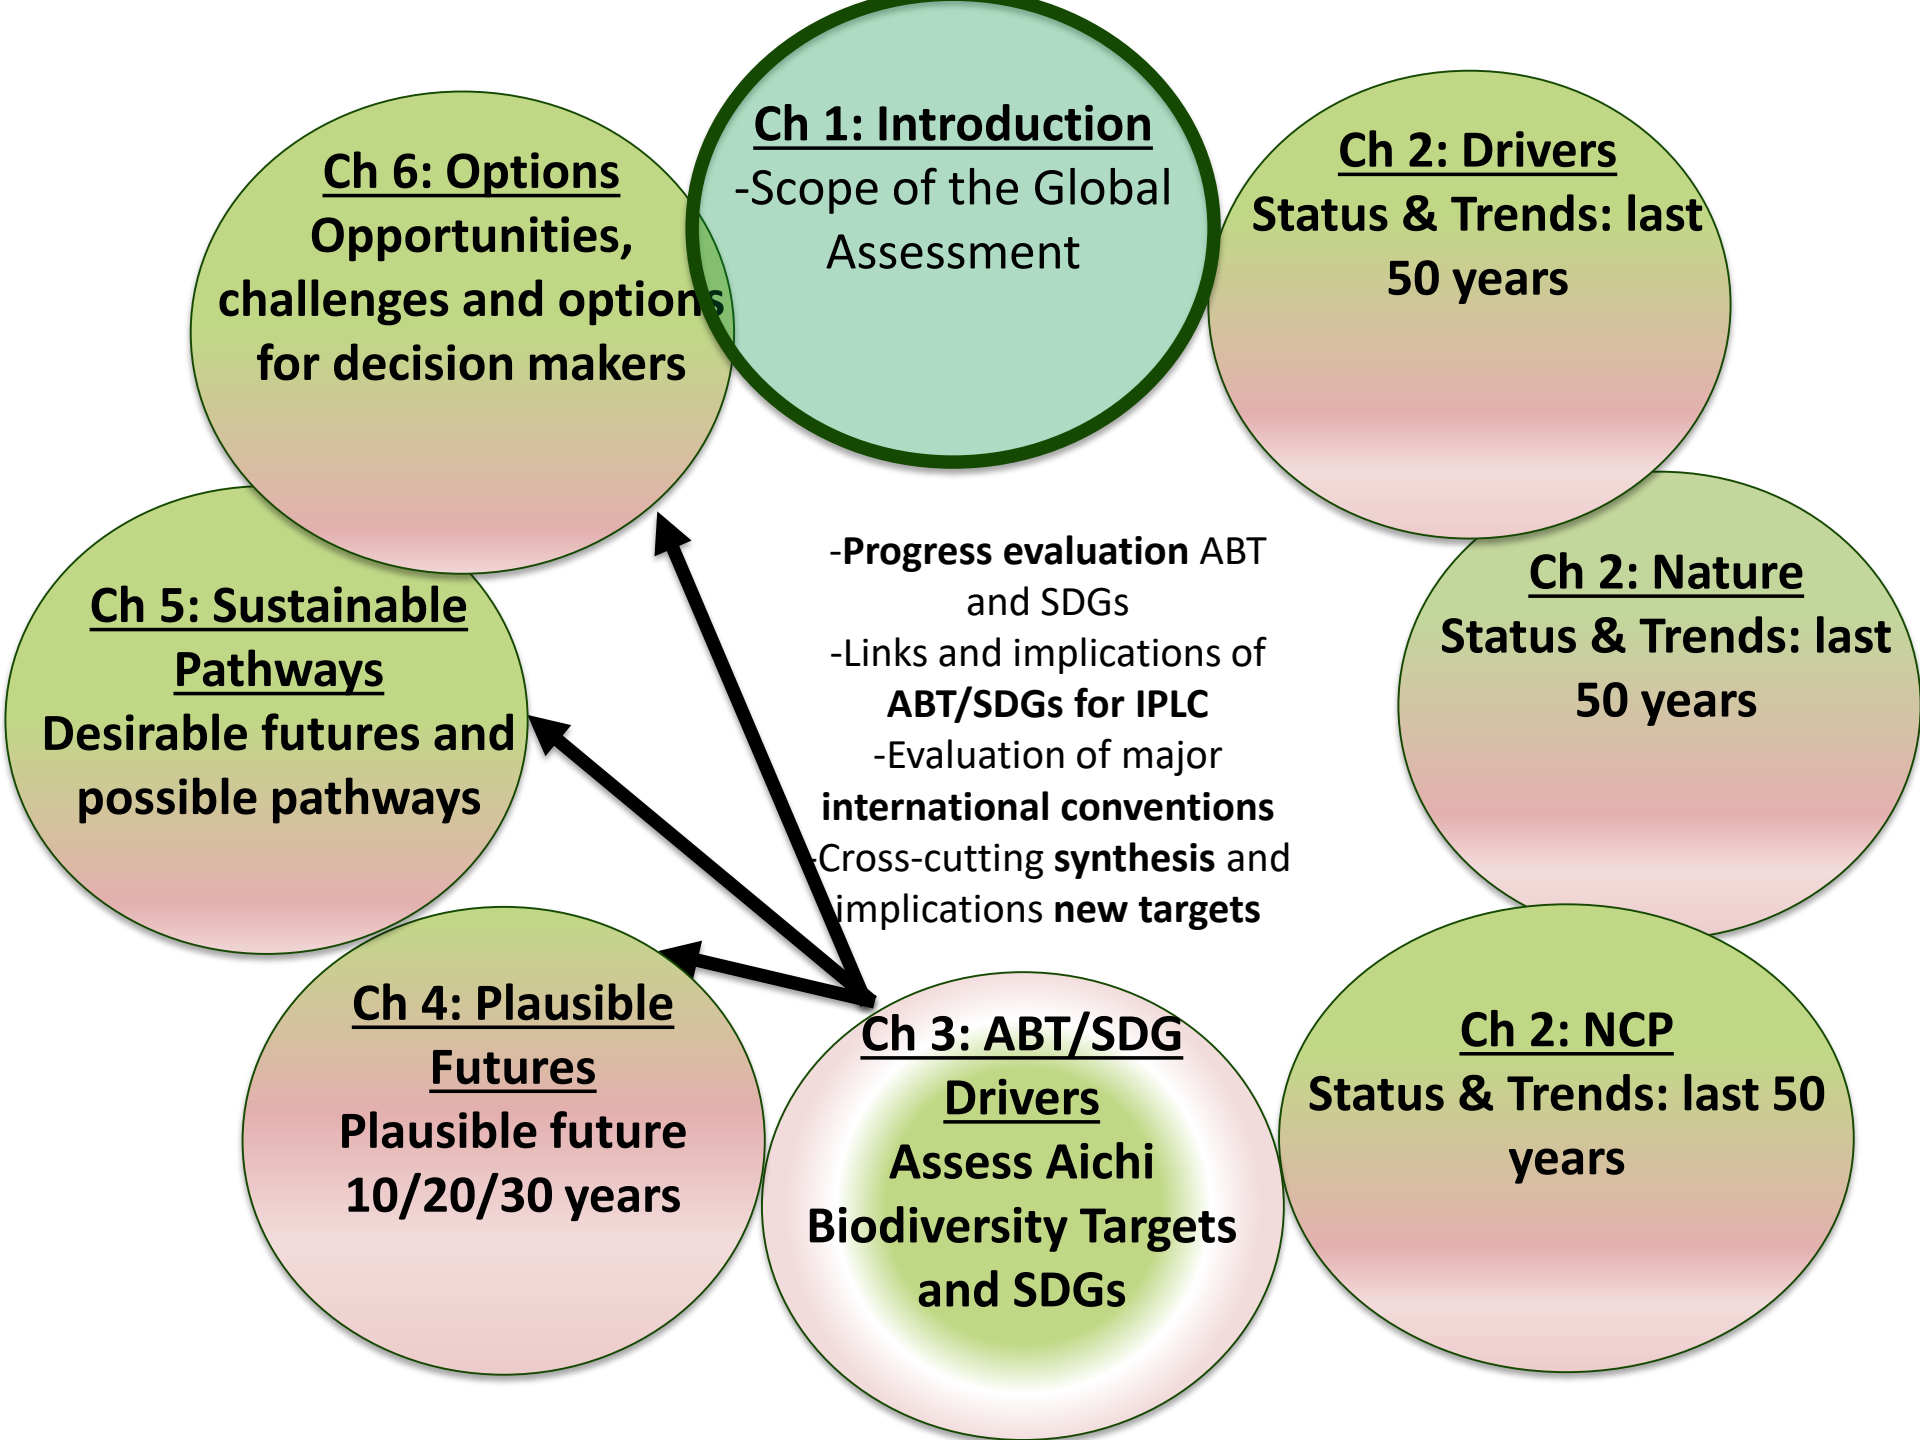 Ch 1: Introduction
-Scope of the Global
Assessment
Ch 2: Drivers
Status & Trends: last
50 years
Ch 2: Nature
Status & Trends: last
50 years
Ch 2: NCP
Status & Trends: last 50
years
Ch 3: ABT/SDG
Drivers
Assess Aichi
Biodiversity Targets
and SDGs
Ch 4: Plausible
Futures
Plausible future
10/20/30 years
Ch 5: Sustainable
Pathways
Desirable futures and
possible pathways
Ch 6: Options
Opportunities,
challenges and options
for decision makers
-Progress evaluation ABT
and SDGs
-Links and implications of
ABT/SDGs for IPLC
-Evaluation of major
international conventions
-Cross-cutting synthesis and
implications new targets